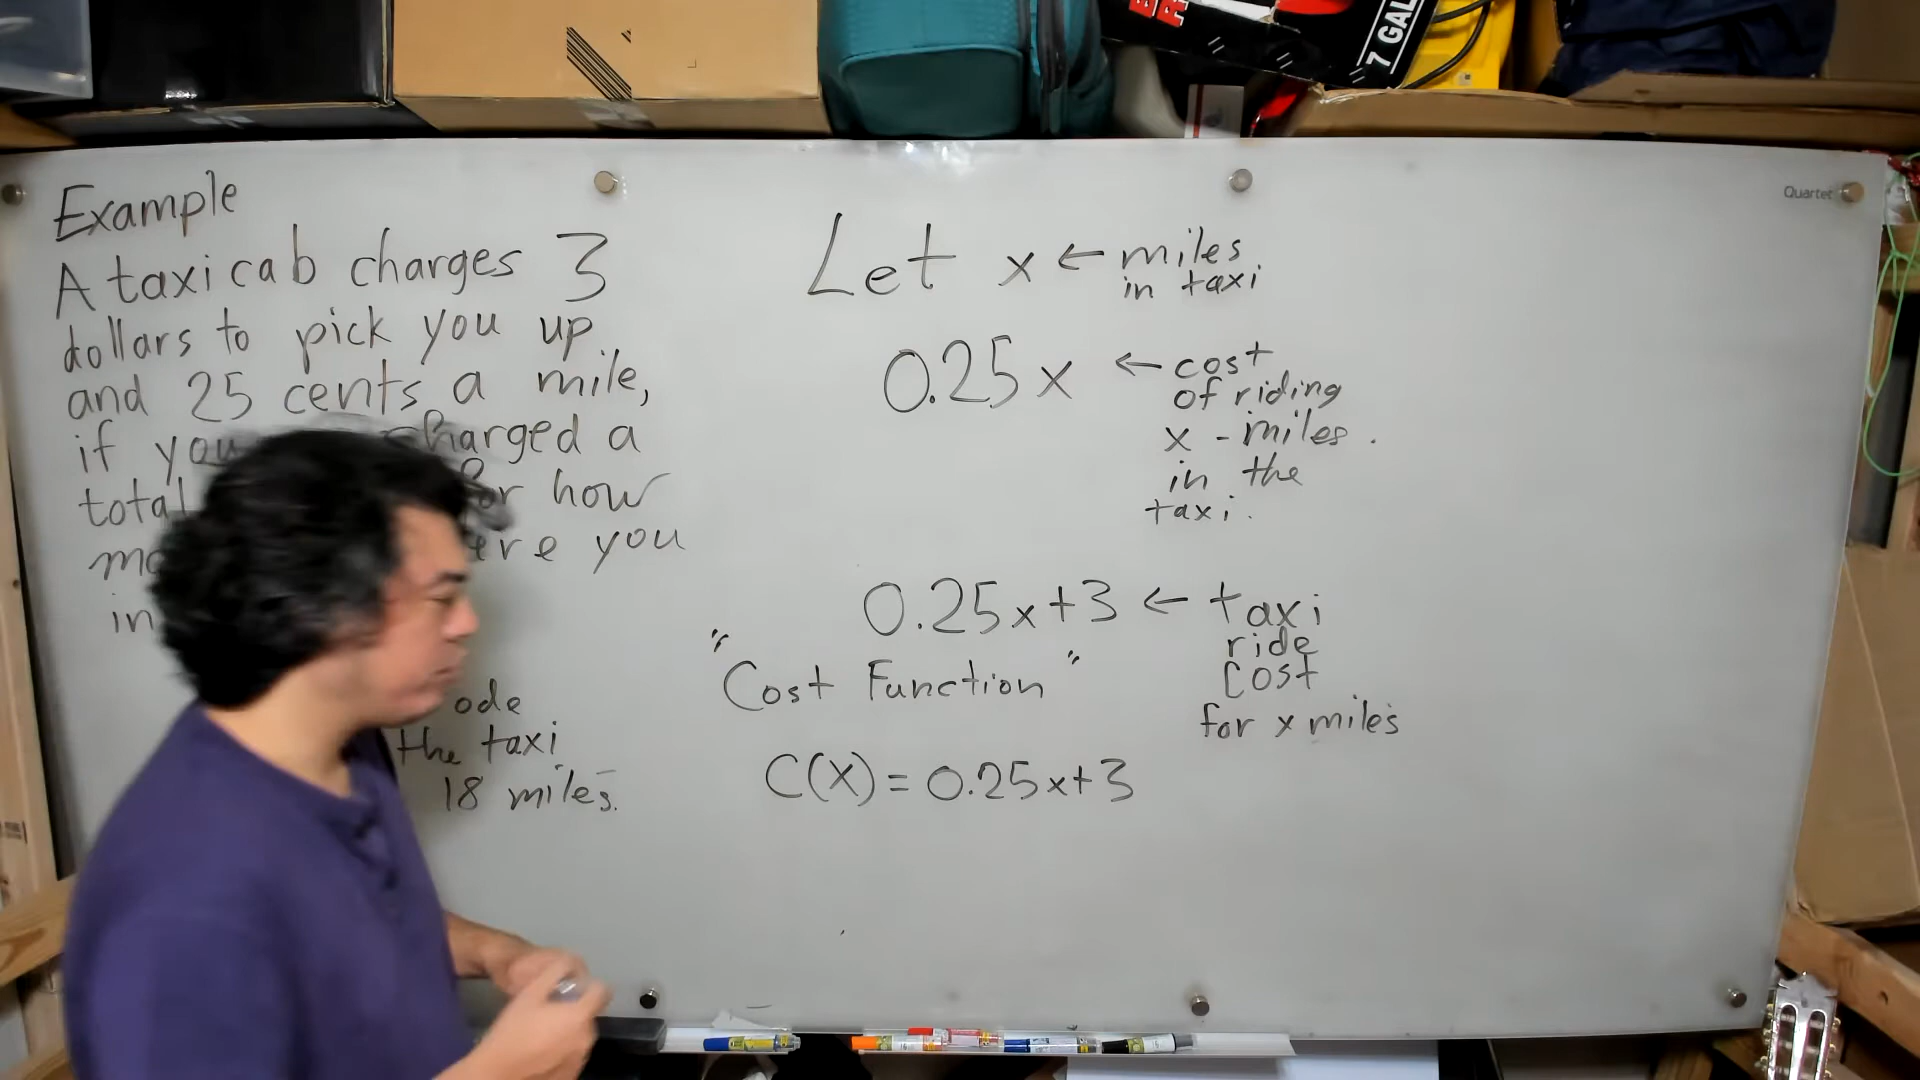 7 GAL
Quartet
Example
A taxi cab charges 3
dollars to pick you up
and 25 cents a mile,
if you charged a
total for how
you
in
the taxi
18 miles.
Let x ← miles
in taxi
0.25x ← cost
of riding
x - miles.
in the
taxi.
0.25x+3 ← taxi
ride
cost
for x miles
"Cost Function"
C(x) = 0.25x+3